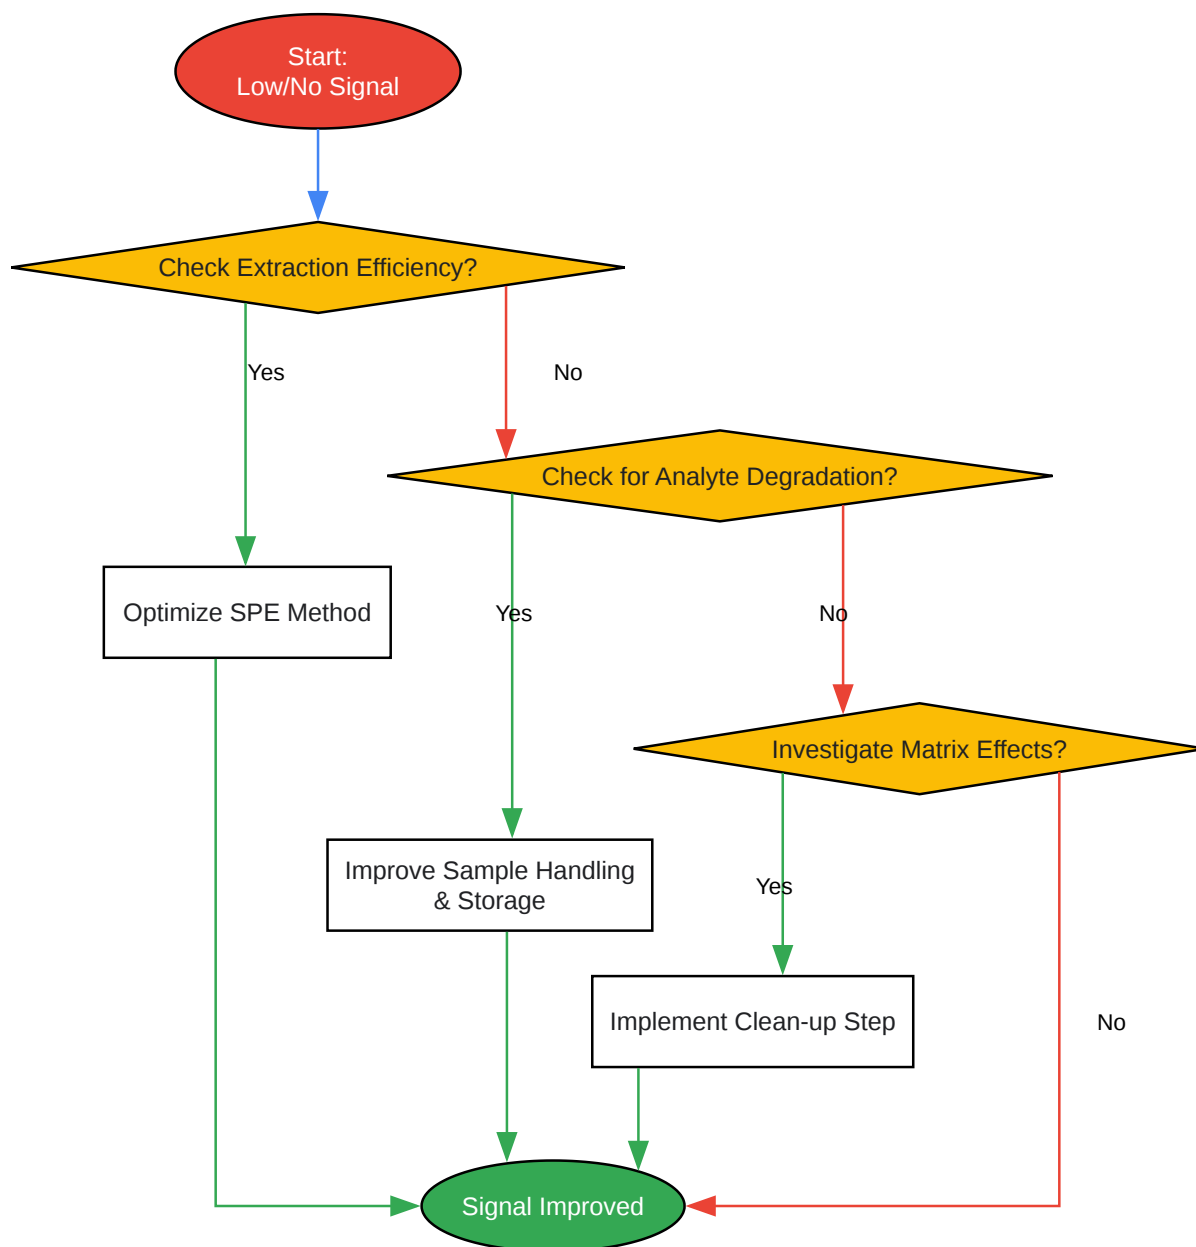 Start:
Low/No Signal
Check Extraction Efficiency?
Yes
No
Check for Analyte Degradation?
Optimize SPE Method
Yes
No
Investigate Matrix Effects?
Improve Sample Handling
& Storage
Yes
Implement Clean-up Step
No
Signal Improved